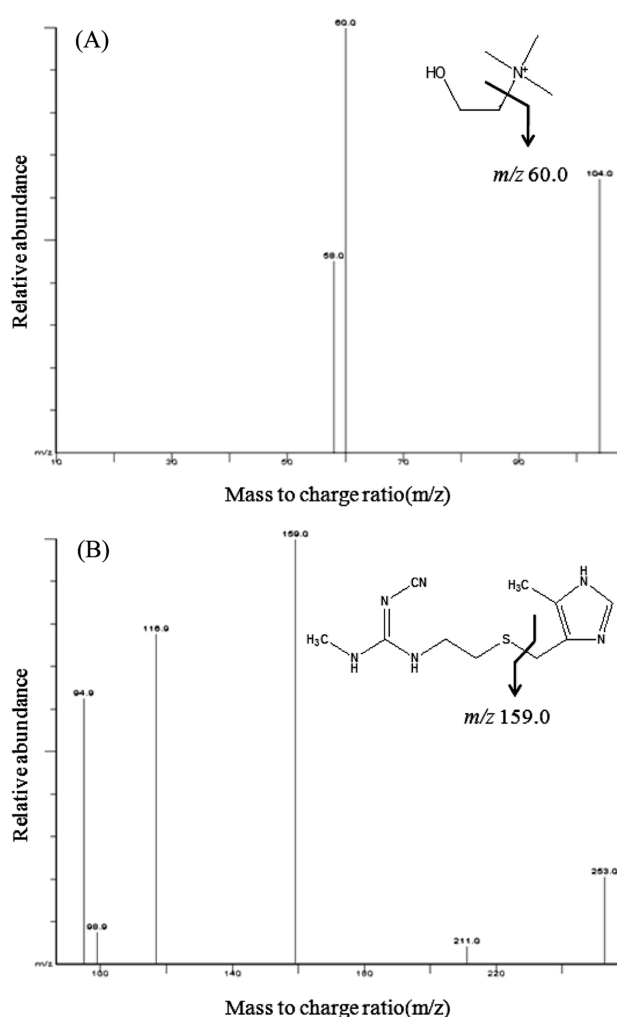 (A)
60.0
HO
N+
m/z 60.0
104.0
58.0
Relative abundance
m/z
10 30 50 70 90
Mass to charge ratio(m/z)
(B)
159.0
CN
N
H3C
N
H
N
H
S
H3C
H
N
N
116.9
94.9
m/z 159.0
Relative abundance
253.0
98.9
211.0
m/z
100 140 180 220
Mass to charge ratio(m/z)